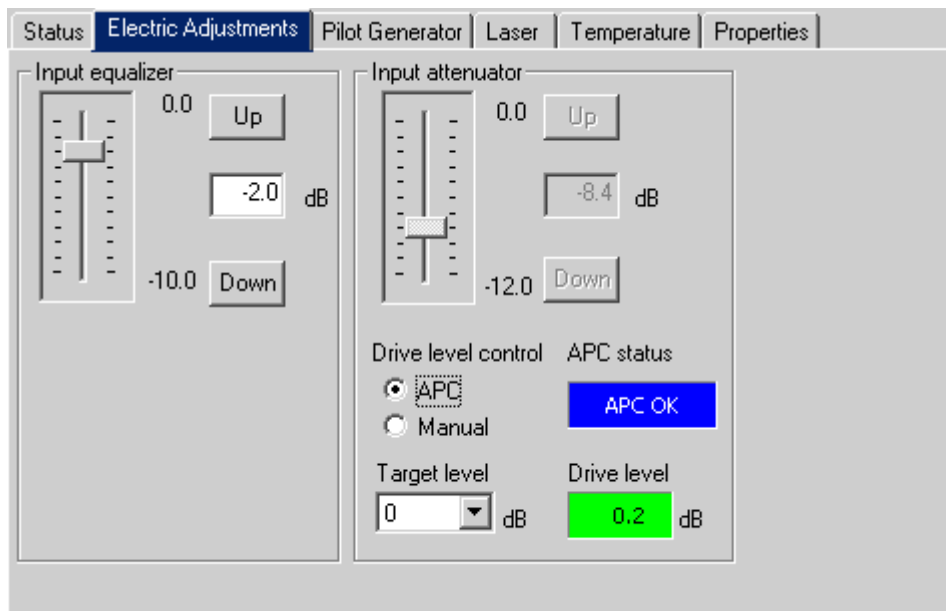 Status Electric Adjustments Pilot Generator Laser Temperature Properties
Input equalizer
0.0
Up
-2.0 dB
-10.0
Down
Input attenuator
0.0
Up
-8.4 dB
-12.0
Down
Drive level control
APC
Manual
APC status
APC OK
Target level
0 dB
Drive level
0.2 dB